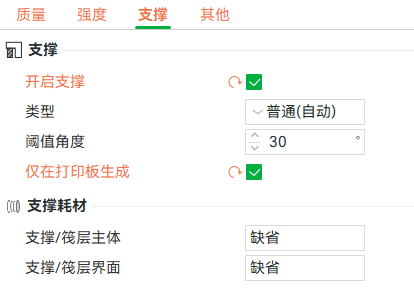 质量 强度 支撑 其他
支撑
开启支撑
类型 普通(自动)
阈值角度 30 °
仅在打印板生成
支撑耗材
支撑/筏层主体 缺省
支撑/筏层界面 缺省